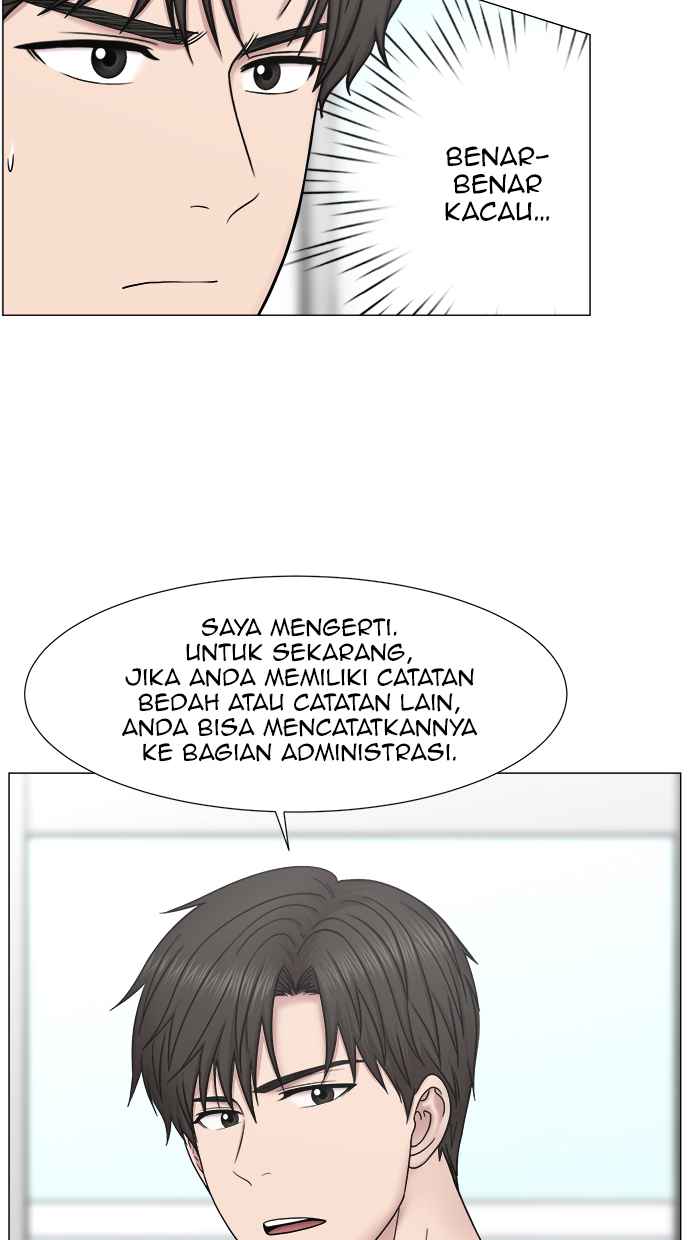 BENAR-
BENAR
KACAU...
SAYA MENGERTI.
UNTUK SEKARANG,
JIKA ANDA MEMILIKI CATATAN
BEDAH ATAU CATATAN LAIN,
ANDA BISA MENCATATKANNYA
KE BAGIAN ADMINISTRASI.